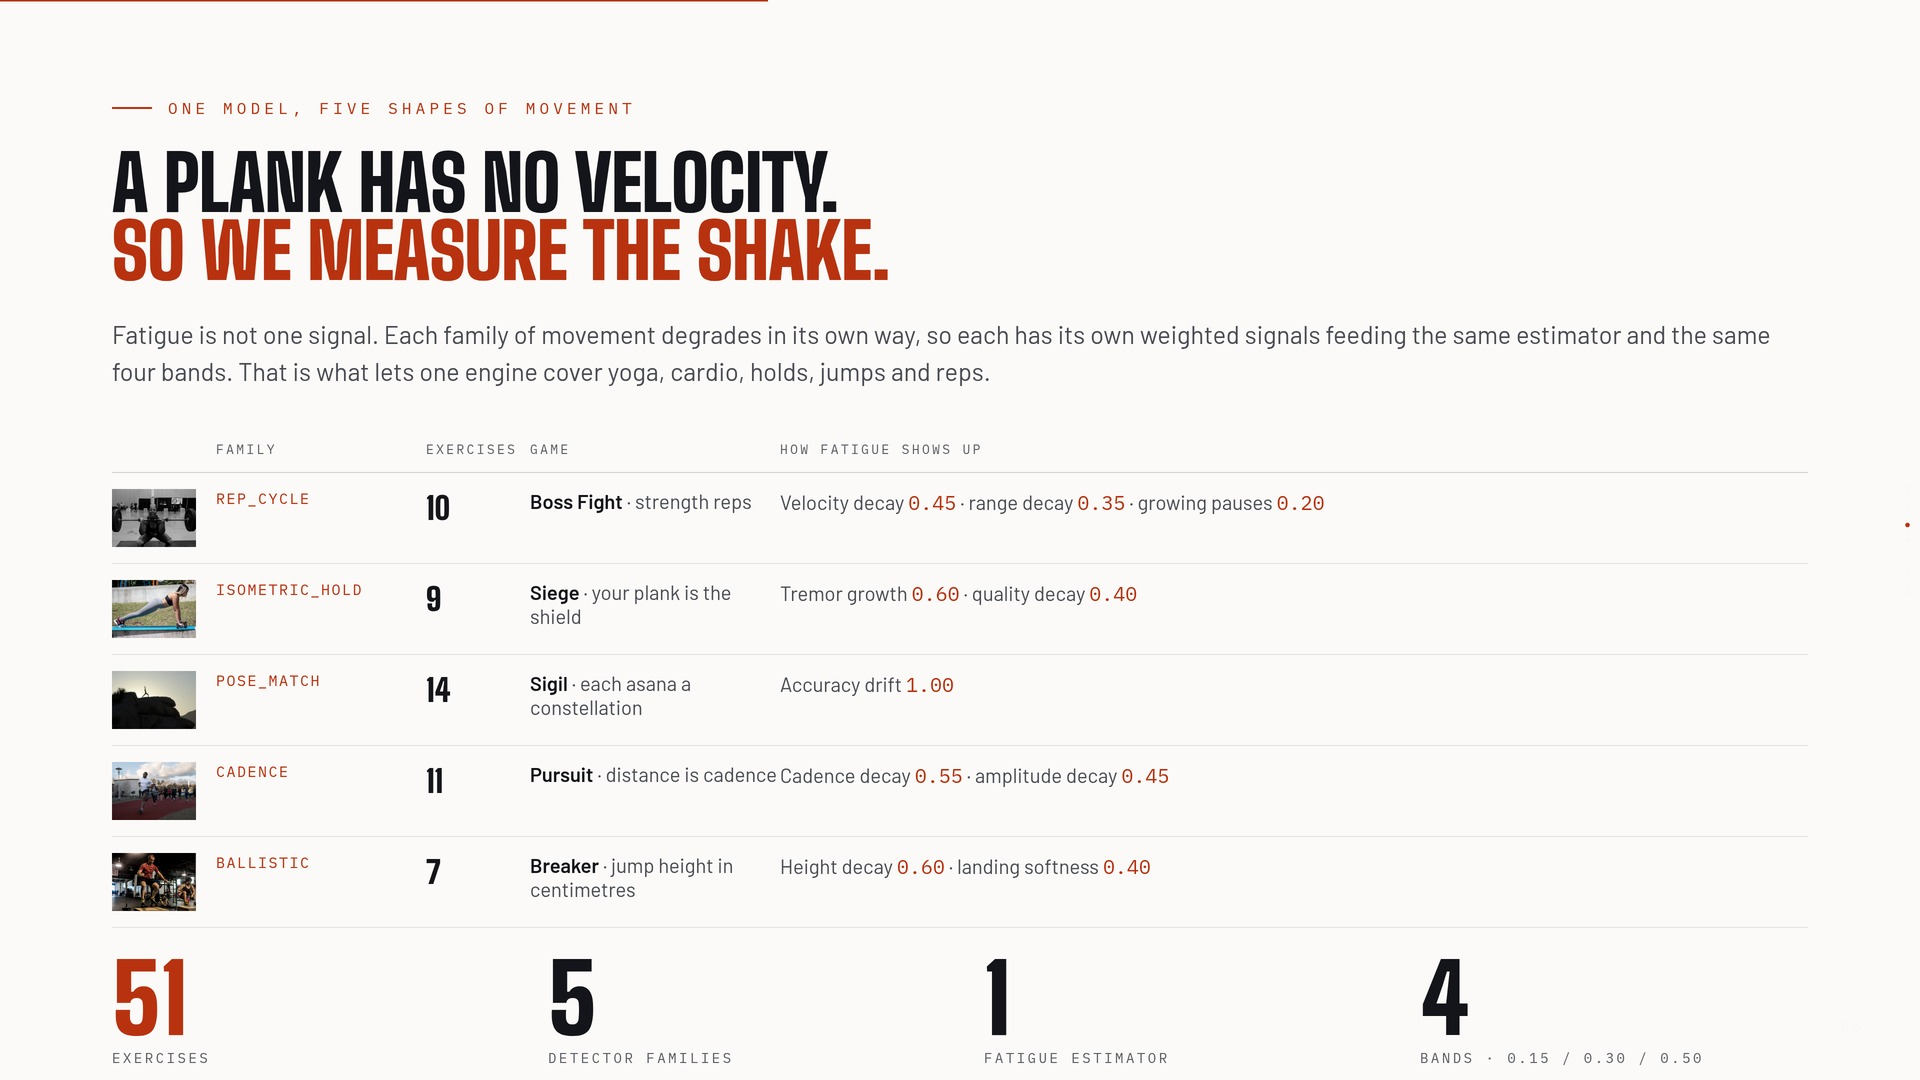 ONE MODEL, FIVE SHAPES OF MOVEMENT
A PLANK HAS NO VELOCITY.
SO WE MEASURE THE SHAKE.
Fatigue is not one signal. Each family of movement degrades in its own way, so each has its own weighted signals feeding the same estimator and the same
four bands. That is what lets one engine cover yoga, cardio, holds, jumps and reps.
FAMILY EXERCISES GAME HOW FATIGUE SHOWS UP
REP_CYCLE 10 Boss Fight · strength reps Velocity decay 0.45 · range decay 0.35 · growing pauses 0.20
ISOMETRIC_HOLD 9 Siege · your plank is the Tremor growth 0.60 · quality decay 0.40
shield
POSE_MATCH 14 Sigil · each asana a Accuracy drift 1.00
constellation
CADENCE 11 Pursuit · distance is cadence Cadence decay 0.55 · amplitude decay 0.45
BALLISTIC 7 Breaker · jump height in Height decay 0.60 · landing softness 0.40
centimetres
51 5 1 4
EXERCISES DETECTOR FAMILIES FATIGUE ESTIMATOR BANDS · 0.15 / 0.30 / 0.50